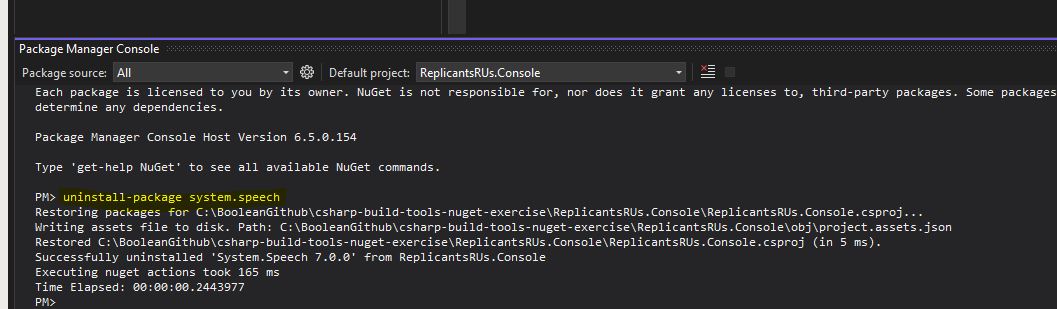 Package Manager Console
Package source: All Default project: ReplicantsRUs.Console
Each package is licensed to you by its owner. NuGet is not responsible for, nor does it grant any licenses to, third-party packages. Some packages
determine any dependencies.
Package Manager Console Host Version 6.5.0.154
Type 'get-help NuGet' to see all available NuGet commands.
PM> uninstall-package system.speech
Restoring packages for C:\BooleanGithub\csharp-build-tools-nuget-exercise\ReplicantsRUs.Console\ReplicantsRUs.Console.csproj...
Writing assets file to disk. Path: C:\BooleanGithub\csharp-build-tools-nuget-exercise\ReplicantsRUs.Console\obj\project.assets.json
Restored C:\BooleanGithub\csharp-build-tools-nuget-exercise\ReplicantsRUs.Console\ReplicantsRUs.Console.csproj (in 5 ms).
Successfully uninstalled 'System.Speech 7.0.0' from ReplicantsRUs.Console
Executing nuget actions took 165 ms
Time Elapsed: 00:00:00.2443977
PM>